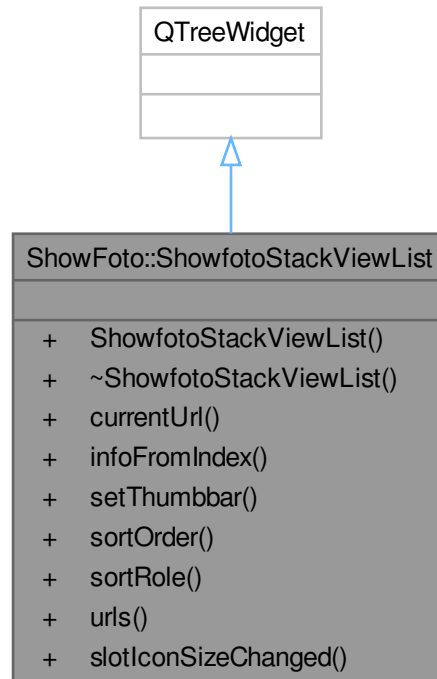 QTreeWidget
ShowFoto::ShowfotoStackViewList
+ ShowfotoStackViewList()
+ ~ShowfotoStackViewList()
+ currentUrl()
+ infoFromIndex()
+ setThumbbar()
+ sortOrder()
+ sortRole()
+ urls()
+ slotIconSizeChanged()